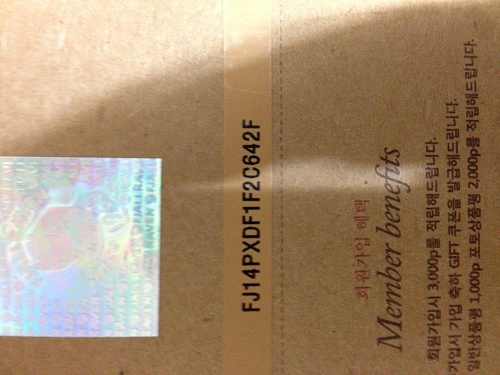 FJÄLLRÄVEN
FJ14PXDF1F2C642F
회원가입 혜택
Member benefits
회원가입시 3,000p를 적립해드립니다.
가입시 가입 축하 GIFT 쿠폰을 발급해드립니다.
일반상품평 1,000p 포토상품평 2,000p를 적립해드립니다.